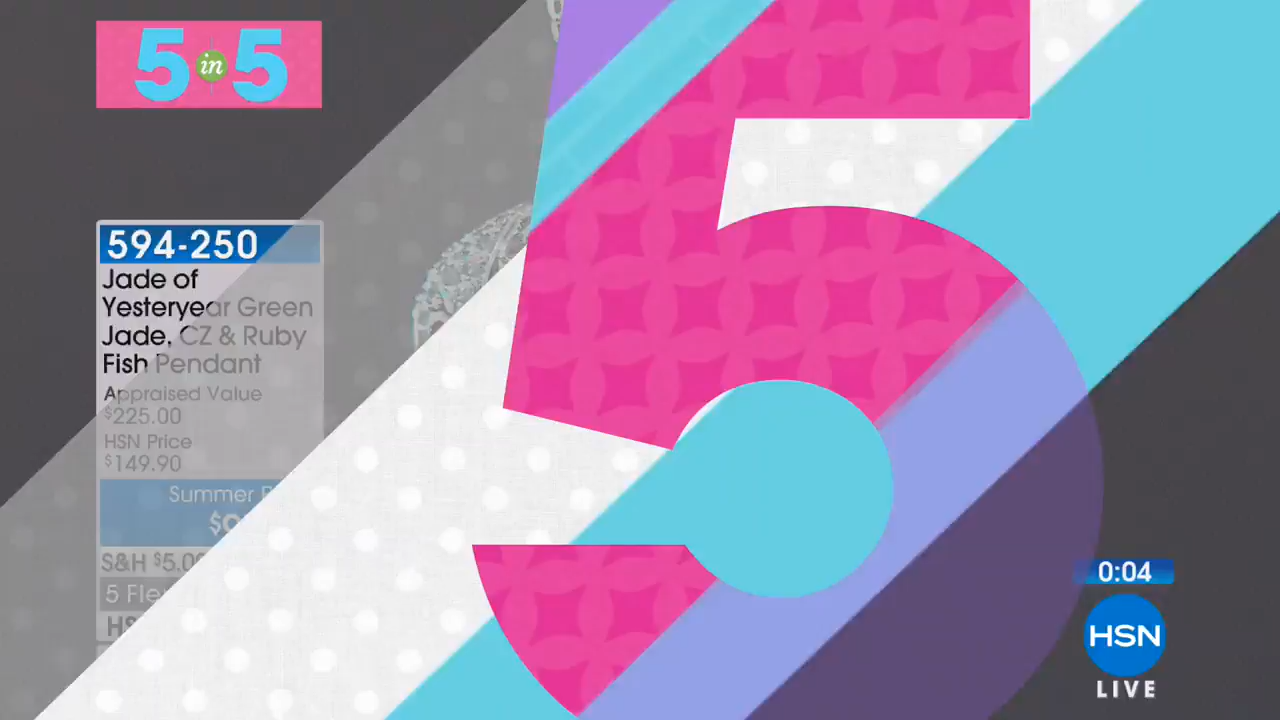 5 in 5
594-250
Jade of
Yesteryear Green
Jade, CZ & Ruby
Fish Pendant
Appraised Value
$225.00
HSN Price
$149.90
Summer
S&H $5.00
5
5
0:04
HSN
LIVE